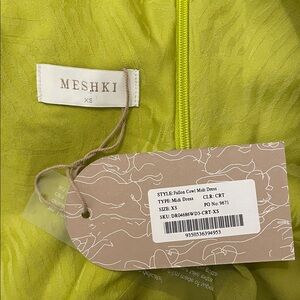 MESHKI
XS
STYLE: Fallon Cowl Midi Dress
TYPE: Midi Dress CLR: CRT
SIZE: XS PO No: 9671
SKU: DR04686WD3-CRT-XS
9350536394953